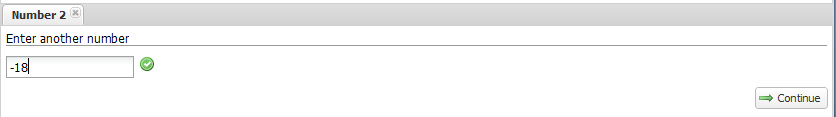 Number 2
Enter another number
-18
Continue